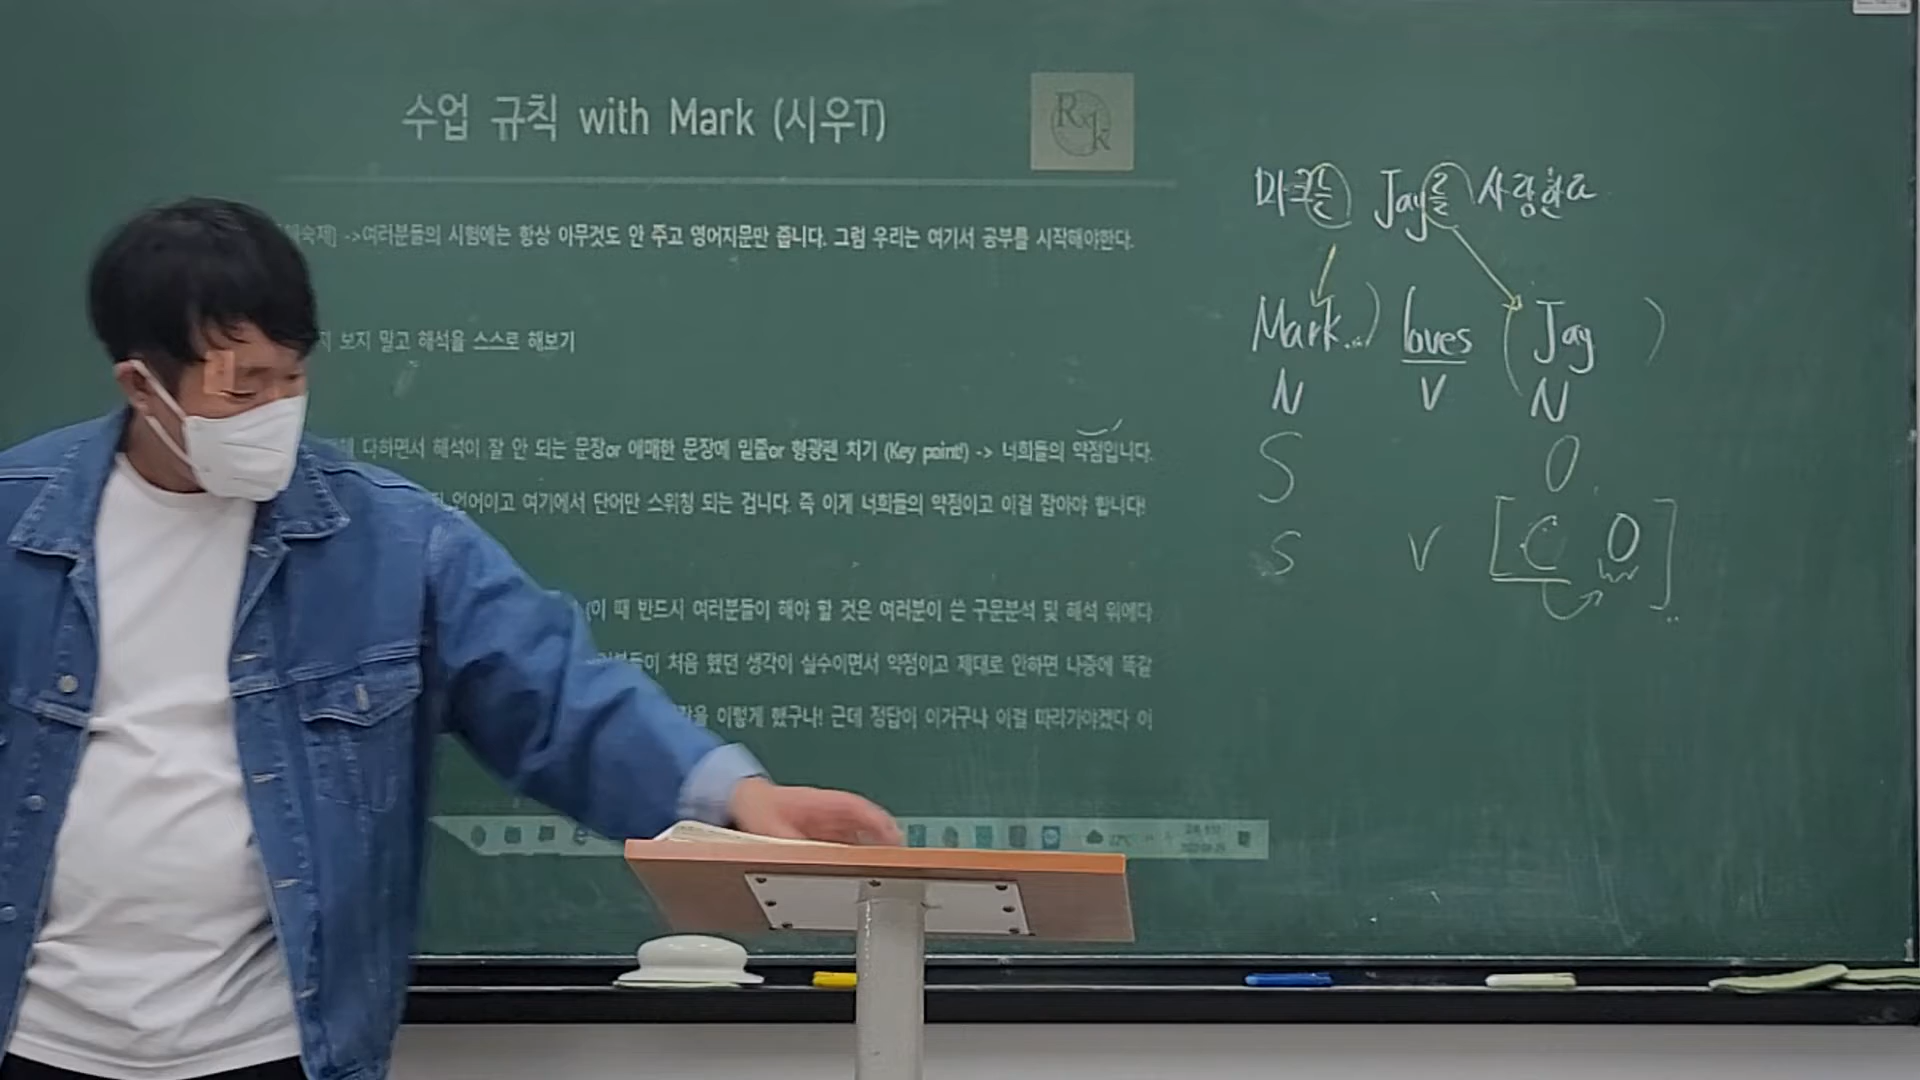 수업 규칙 with Mark (시우T)
Rk
->여러분들의 시험에는 항상 아무것도 안 주고 영어지문만 줍니다. 그럼 우리는 여기서 공부를 시작해야한다.
보지 말고 해석을 스스로 해보기
다하면서 해석이 잘 안 되는 문장or 애매한 문장에 밑줄or 형광펜 치기 (Key point!) -> 너희들의 약점입니다.
언어이고 여기에서 단어만 스위칭 되는 겁니다. 즉 이게 너희들의 약점이고 이걸 잡아야 합니다!
(이 때 반드시 여러분들이 해야 할 것은 여러분이 쓴 구문분석 및 해석 위에다
처음 했던 생각이 실수이면서 약점이고 제대로 안하면 나중에 똑같
이렇게 했구나! 근데 정답이 이거구나 이걸 따라가야겠다 이
22°C
Jay를 사랑한다
Mark loves ( Jay )
N V N
S O
S V [ C O ]